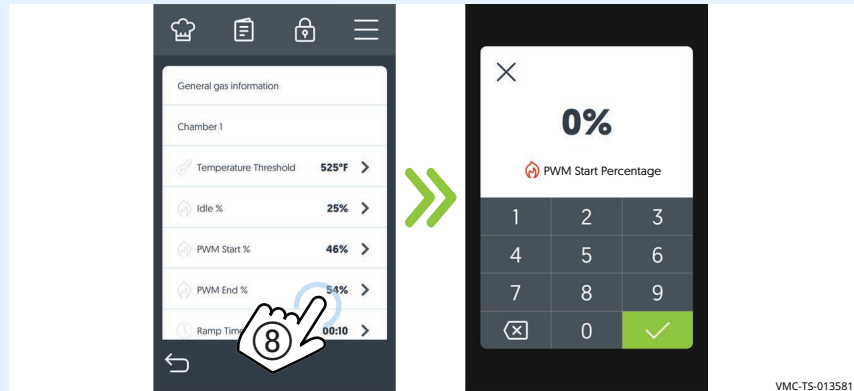 General gas information
Chamber 1
Temperature Threshold 525°F
Idle % 25%
PWM Start % 46%
PWM End % 54%
Ramp Time 00:10
8
0%
PWM Start Percentage
1 2 3
4 5 6
7 8 9
0
VMC-TS-013581